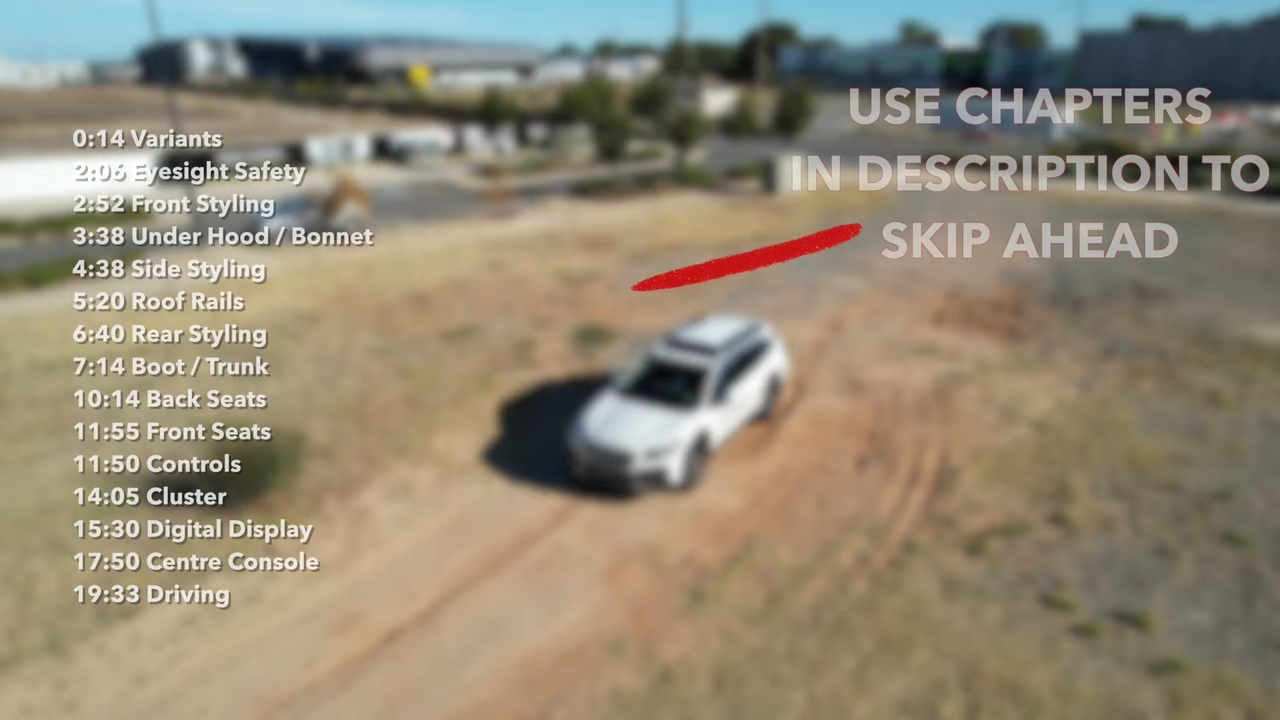 0:14 Variants
2:06 Eyesight Safety
2:52 Front Styling
3:38 Under Hood / Bonnet
4:38 Side Styling
5:20 Roof Rails
6:40 Rear Styling
7:14 Boot / Trunk
10:14 Back Seats
11:55 Front Seats
11:50 Controls
14:05 Cluster
15:30 Digital Display
17:50 Centre Console
19:33 Driving
USE CHAPTERS
IN DESCRIPTION TO
SKIP AHEAD